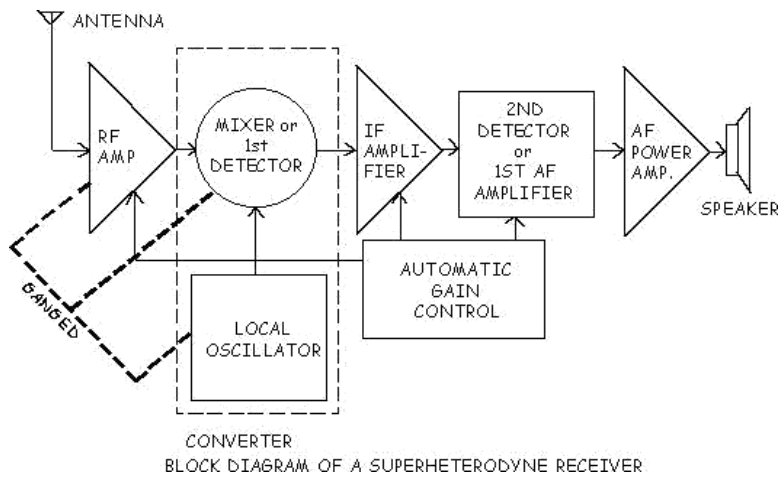 ANTENNA
RF
AMP
MIXER or
1st
DETECTOR
IF
AMPLI-
FIER
2ND
DETECTOR
or
1ST AF
AMPLIFIER
AF
POWER
AMP.
SPEAKER
GANGED
LOCAL
OSCILLATOR
AUTOMATIC
GAIN
CONTROL
CONVERTER
BLOCK DIAGRAM OF A SUPERHETERODYNE RECEIVER